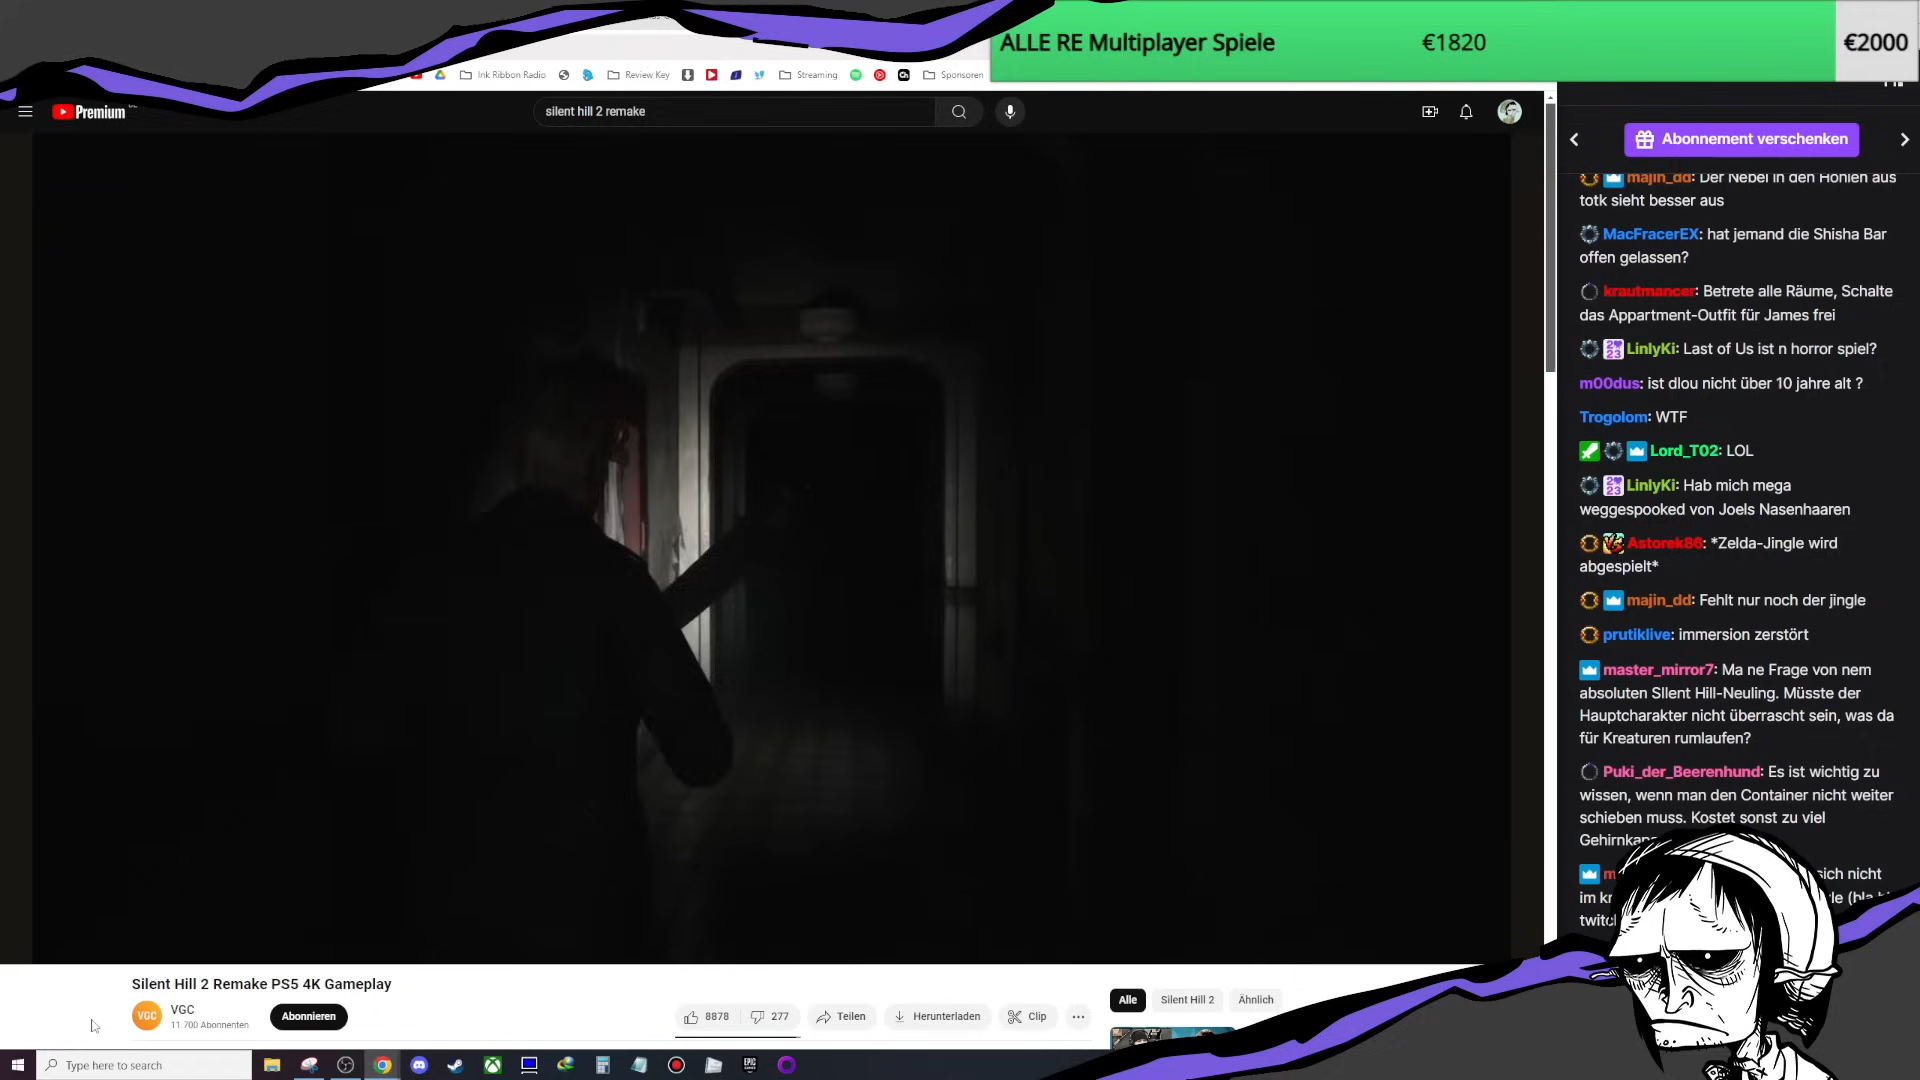 ALLE RE Multiplayer Spiele €1820 €2000
Ink Ribbon Radio Review Key Streaming Sponsoren
Premium silent hill 2 remake
Abonnement verschenken
majin_dd: Der Nebel in den Höhlen aus
totk sieht besser aus
MacFracerEX: hat jemand die Shisha Bar
offen gelassen?
krautmancer: Betrete alle Räume, Schalte
das Appartment-Outfit für James frei
LinlyKi: Last of Us ist n horror spiel?
m00dus: ist dlou nicht über 10 jahre alt ?
Trogolom: WTF
Lord_T02: LOL
LinlyKi: Hab mich mega
weggespooked von Joels Nasenhaaren
Astorek86: *Zelda-Jingle wird
abgespielt*
majin_dd: Fehlt nur noch der jingle
prutiklive: immersion zerstört
master_mirror7: Ma ne Frage von nem
absoluten SIlent Hill-Neuling. Müsste der
Hauptcharakter nicht überrascht sein, was da
für Kreaturen rumlaufen?
Puki_der_Beerenhund: Es ist wichtig zu
wissen, wenn man den Container nicht weiter
schieben muss. Kostet sonst zu viel
sich nicht
im
Silent Hill 2 Remake PS5 4K Gameplay
VGC
11 700 Abonnenten
Abonnieren
8878 277 Teilen Herunterladen Clip
Alle Silent Hill 2 Ähnlich
Type here to search